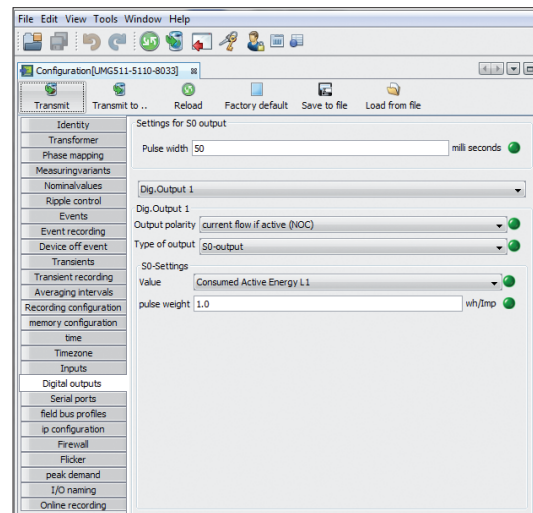 File Edit View Tools Window Help
Configuration[UMG511-5110-8033]
Transmit Transmit to .. Reload Factory default Save to file Load from file
Identity
Transformer
Phase mapping
Measuringvariants
Nominalvalues
Ripple control
Events
Event recording
Device off event
Transients
Transient recording
Averaging intervals
Recording configuration
memory configuration
time
Timezone
Inputs
Digital outputs
Serial ports
field bus profiles
ip configuration
Firewall
Flicker
peak demand
I/O naming
Online recording
Settings for S0 output
Pulse width 50 milli seconds
Dig.Output 1
Dig.Output 1
Output polarity current flow if active (NOC)
Type of output S0-output
S0-Settings
Value Consumed Active Energy L1
pulse weight 1.0 wh/Imp